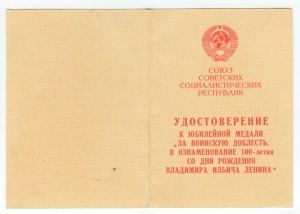 СОЮЗ
СОВЕТСКИХ
СОЦИАЛИСТИЧЕСКИХ
РЕСПУБЛИК
УДОСТОВЕРЕНИЕ
К ЮБИЛЕЙНОЙ МЕДАЛИ
„ЗА ВОИНСКУЮ ДОБЛЕСТЬ.
В ОЗНАМЕНОВАНИЕ 100-летия
СО ДНЯ РОЖДЕНИЯ
ВЛАДИМИРА ИЛЬИЧА ЛЕНИНА“